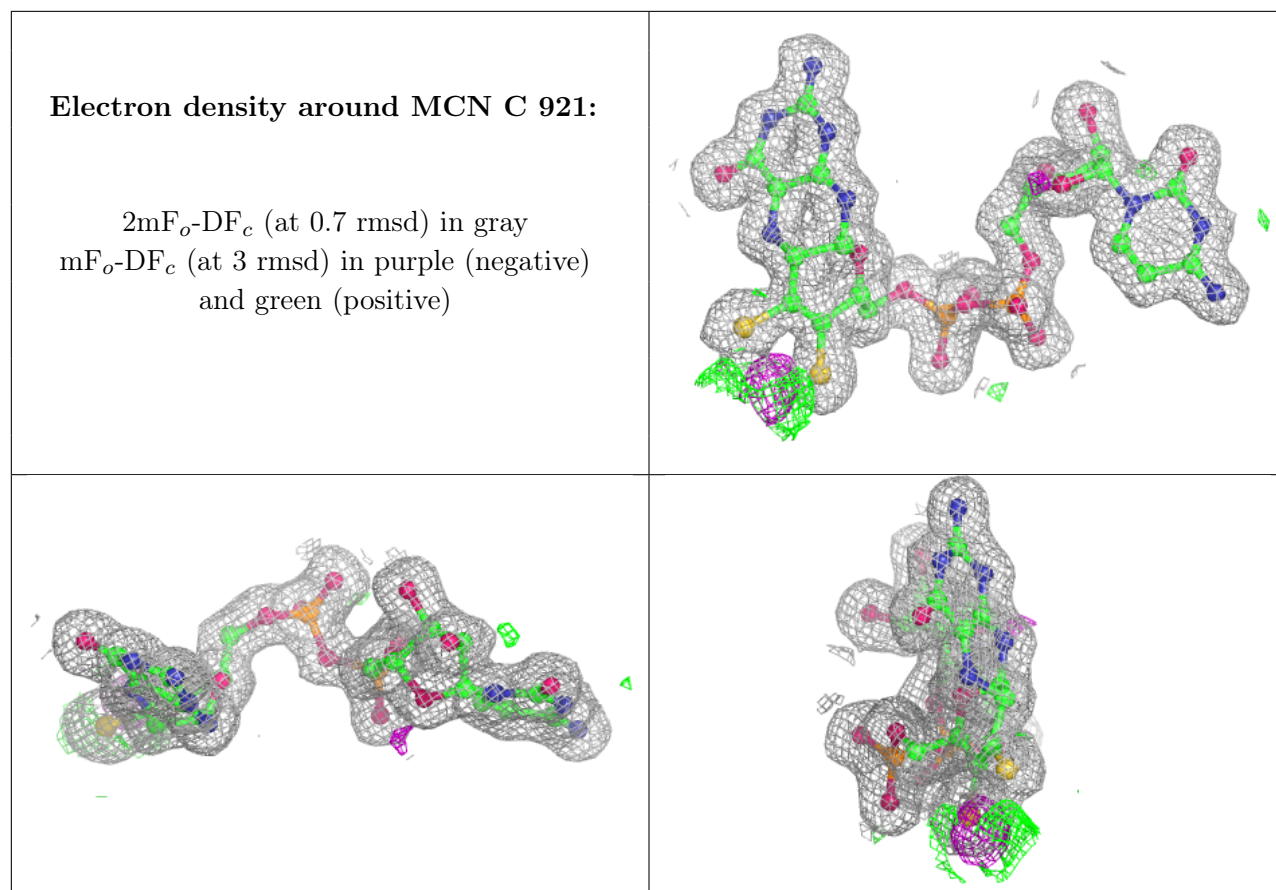 Electron density around MCN C 921:
2mFo-DFc (at 0.7 rmsd) in gray
mFo-DFc (at 3 rmsd) in purple (negative)
and green (positive)